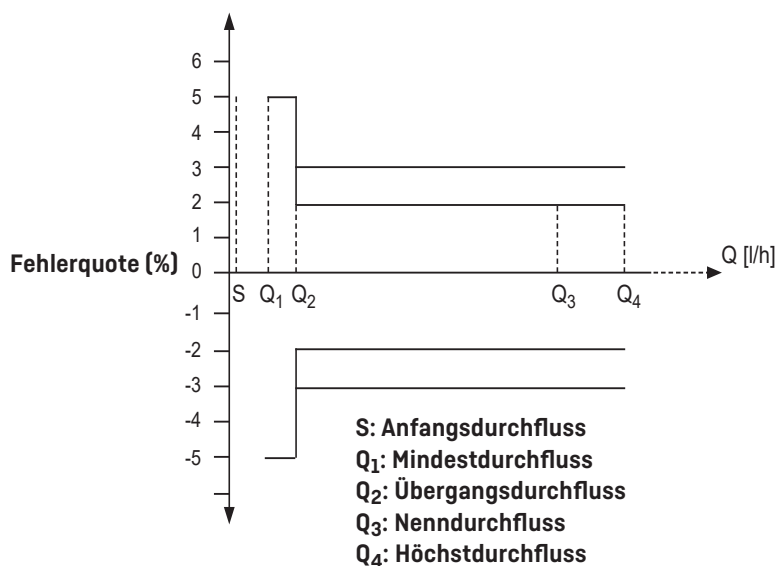 6
5
4
3
2
1
Fehlerquote (%) 0
Q [l/h]
S Q₁ Q₂ Q₃ Q₄
-1
-2
-3
-4
-5
S: Anfangsdurchfluss
Q₁: Mindestdurchfluss
Q₂: Übergangsdurchfluss
Q₃: Nenndurchfluss
Q₄: Höchstdurchfluss